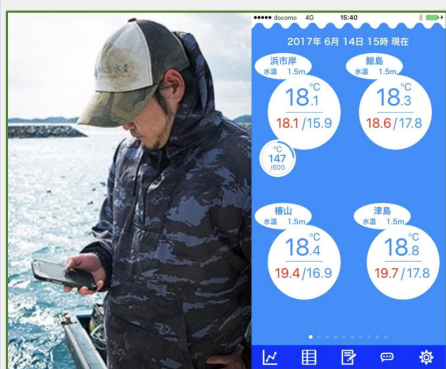 docomo 4G 15:40
2017年 6月 14日 15時 現在
浜市岸
水温 1.5m
18.1℃
18.1/15.9
℃
147
/600
鯨島
水温 1.5m
18.3℃
18.6/17.8
椿山
水温 1.5m
18.4℃
19.4/16.9
津島
水温 1.5m
18.8℃
19.7/17.8